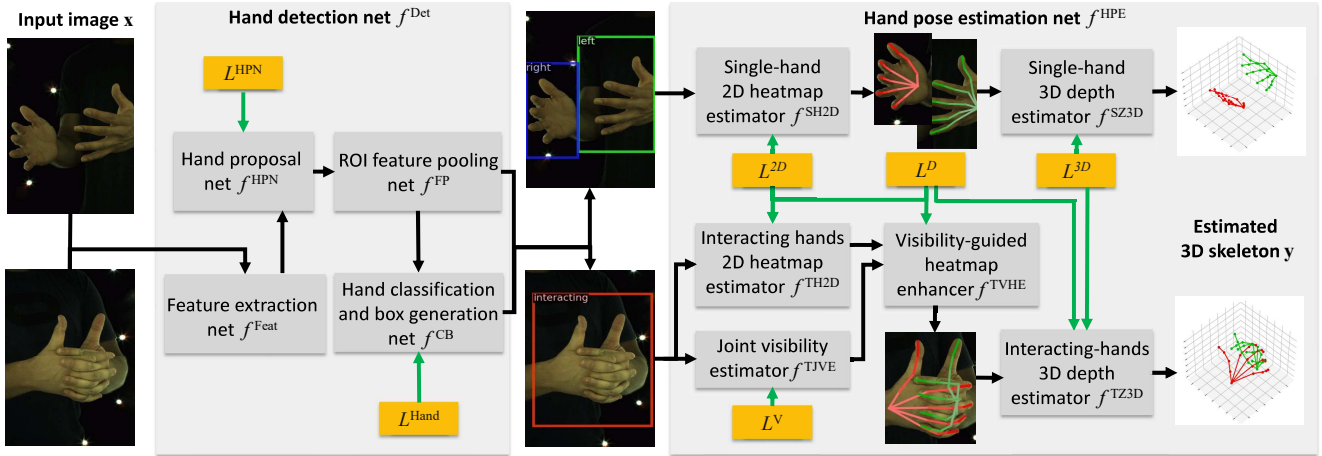 Input image x
Hand detection net f^Det
L^HPN
Hand proposal
net f^HPN
ROI feature pooling
net f^FP
Feature extraction
net f^Feat
Hand classification
and box generation
net f^CB
L^Hand
left
right
interacting
Hand pose estimation net f^HPE
Single-hand
2D heatmap
estimator f^SH2D
Single-hand
3D depth
estimator f^SZ3D
L^2D
L^D
L^3D
Interacting hands
2D heatmap
estimator f^TH2D
Visibility-guided
heatmap
enhancer f^TVHE
Joint visibility
estimator f^TJVE
L^V
Interacting-hands
3D depth
estimator f^TZ3D
Estimated
3D skeleton y